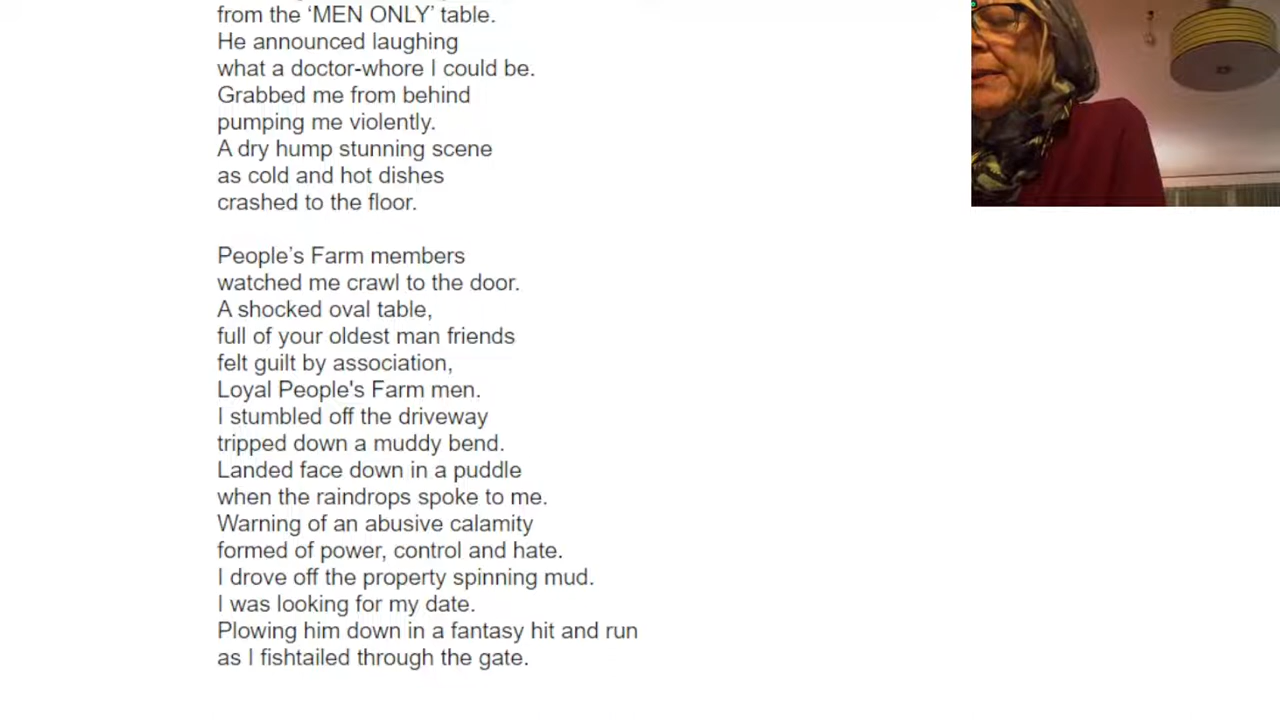 from the ‘MEN ONLY’ table.
He announced laughing
what a doctor-whore I could be.
Grabbed me from behind
pumping me violently.
A dry hump stunning scene
as cold and hot dishes
crashed to the floor.
People’s Farm members
watched me crawl to the door.
A shocked oval table,
full of your oldest man friends
felt guilt by association,
Loyal People's Farm men.
I stumbled off the driveway
tripped down a muddy bend.
Landed face down in a puddle
when the raindrops spoke to me.
Warning of an abusive calamity
formed of power, control and hate.
I drove off the property spinning mud.
I was looking for my date.
Plowing him down in a fantasy hit and run
as I fishtailed through the gate.